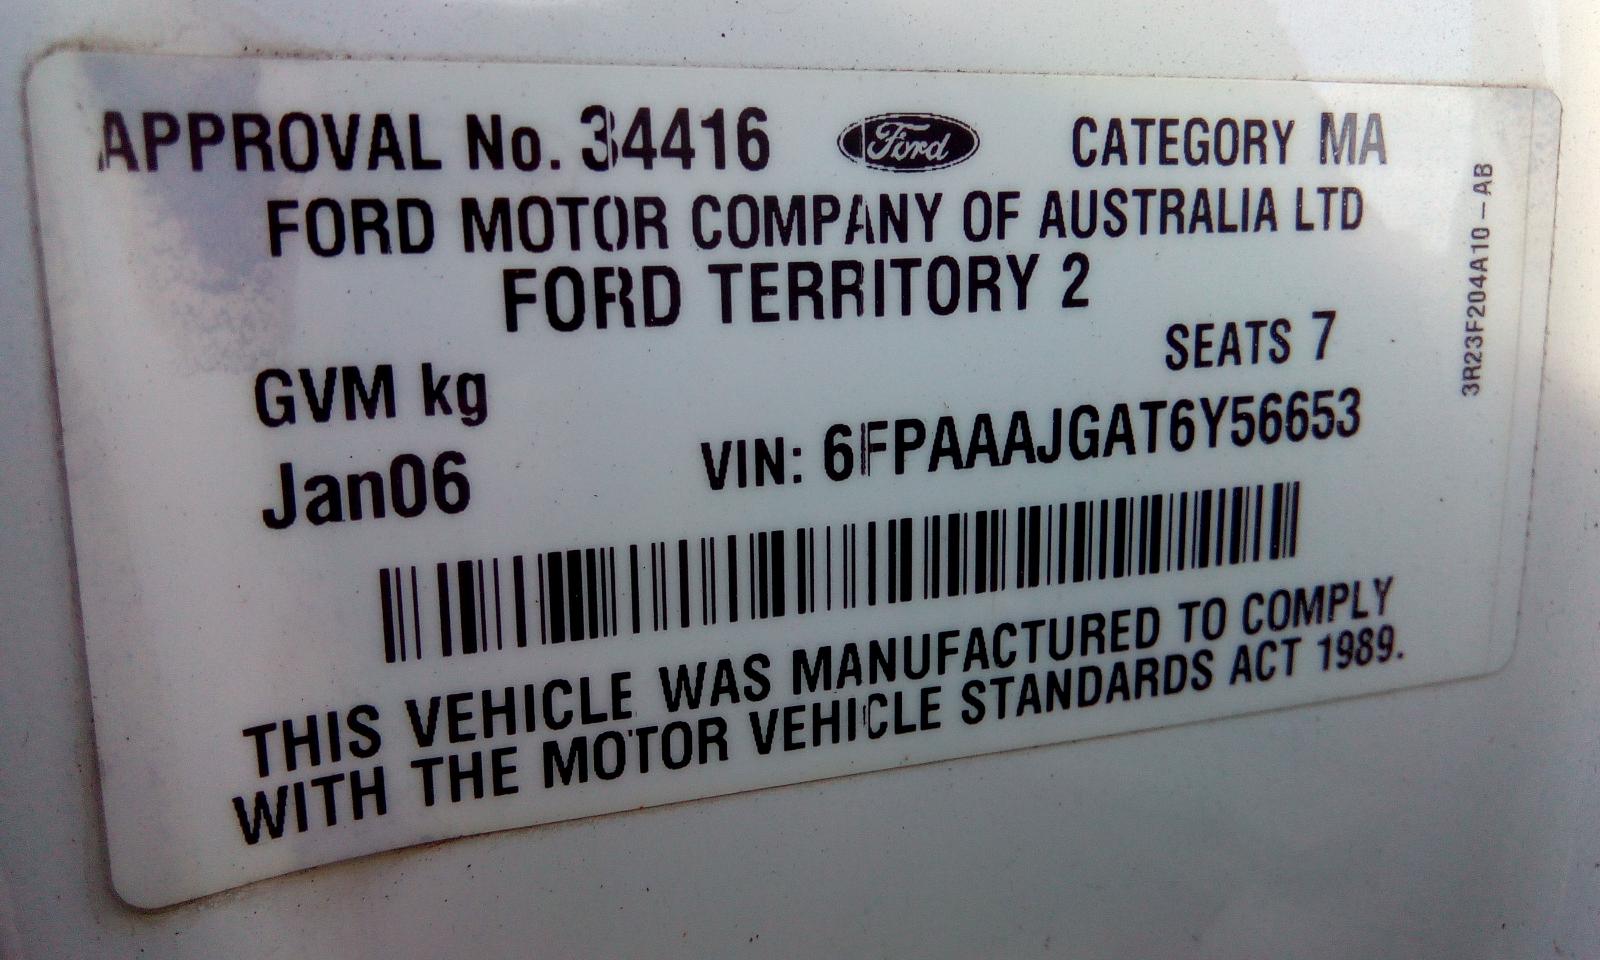 APPROVAL No. 34416 Ford CATEGORY MA
FORD MOTOR COMPANY OF AUSTRALIA LTD
FORD TERRITORY 2
SEATS 7
GVM kg
Jan06 VIN: 6FPAAAJGAT6Y56653
THIS VEHICLE WAS MANUFACTURED TO COMPLY
WITH THE MOTOR VEHICLE STANDARDS ACT 1989.
3R23F204A10-AB